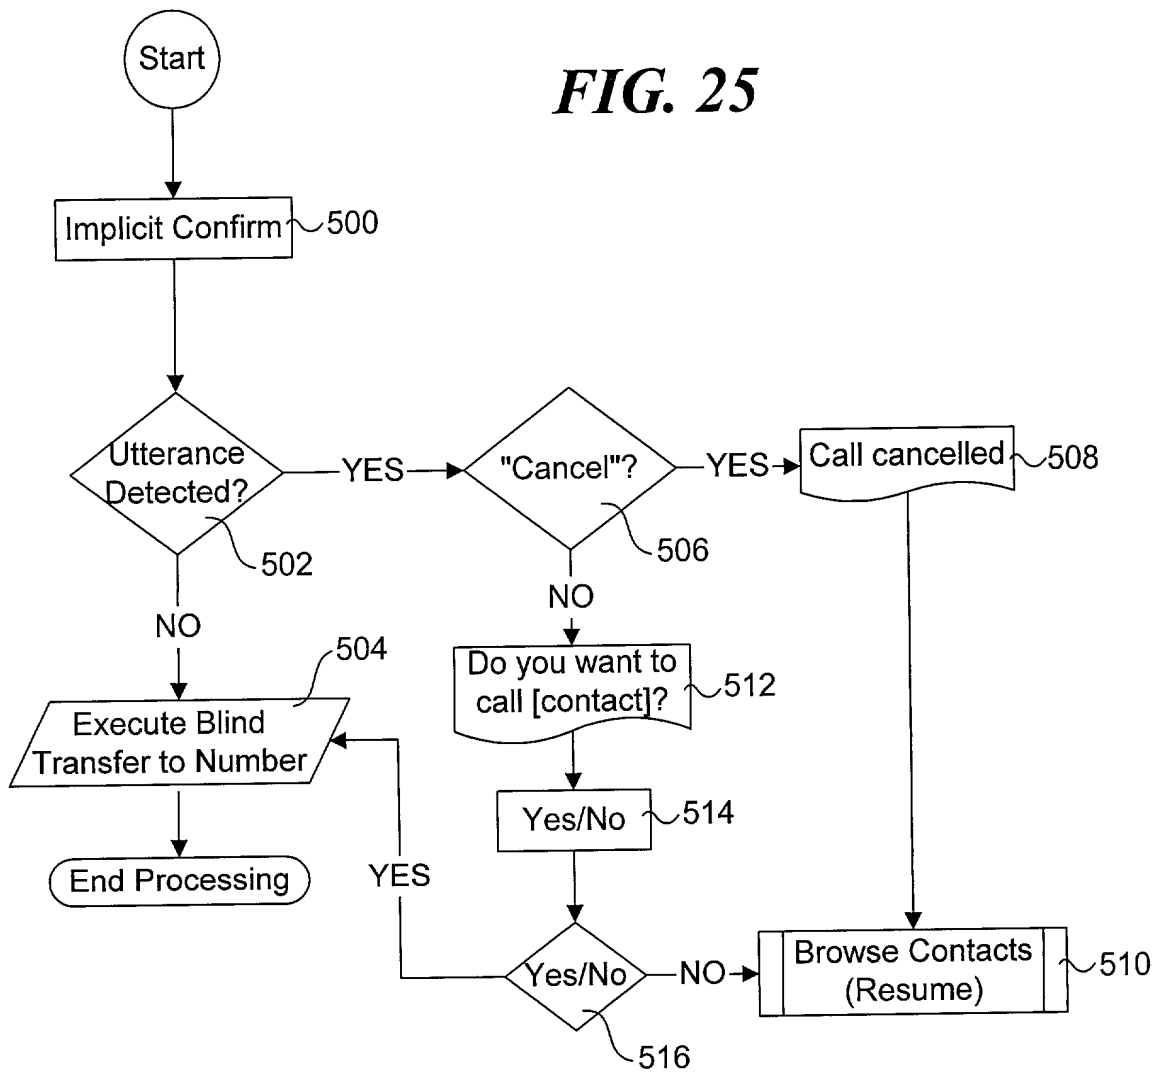 Start
FIG. 25
Implicit Confirm
500
Utterance
Detected?
502
YES
"Cancel"?
506
YES
Call cancelled
508
NO
NO
504
Execute Blind
Transfer to Number
Do you want to
call [contact]?
512
Yes/No
514
End Processing
YES
Yes/No
516
NO
Browse Contacts
(Resume)
510